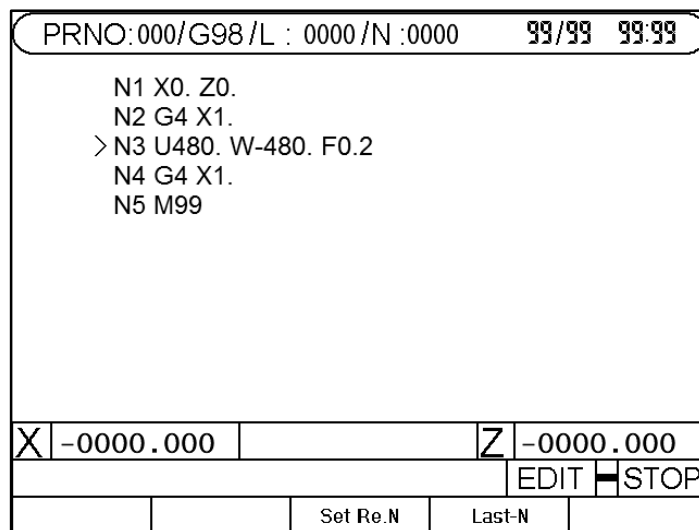 PRNO:000/G98/L : 0000/N :0000 99/99 99:99
N1 X0. Z0.
N2 G4 X1.
>N3 U480. W-480. F0.2
N4 G4 X1.
N5 M99
X -0000.000 Z -0000.000
EDIT STOP
Set Re.N Last-N